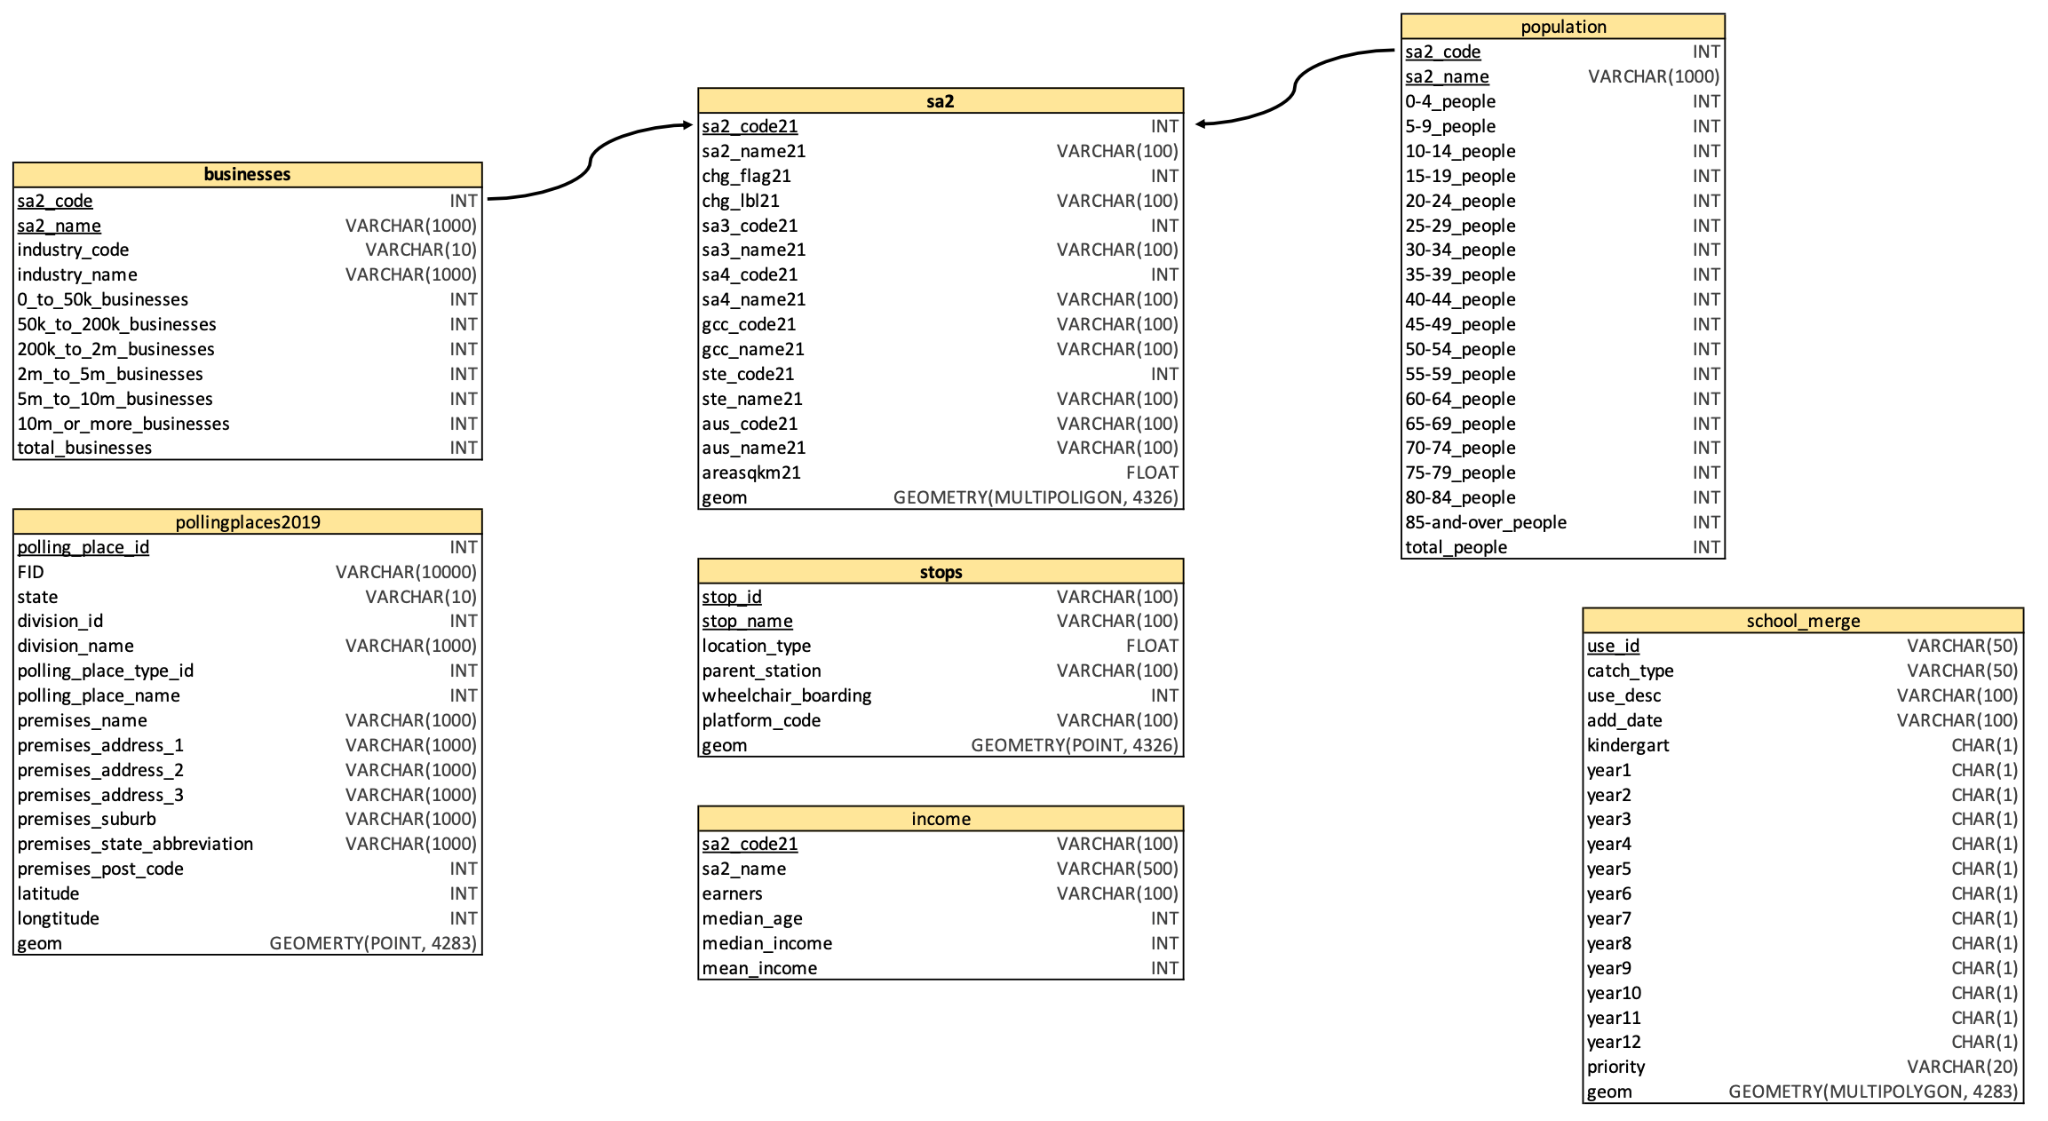 businesses
sa2_code INT
sa2_name VARCHAR(1000)
industry_code VARCHAR(10)
industry_name VARCHAR(1000)
0_to_50k_businesses INT
50k_to_200k_businesses INT
200k_to_2m_businesses INT
2m_to_5m_businesses INT
5m_to_10m_businesses INT
10m_or_more_businesses INT
total_businesses INT
pollingplaces2019
polling_place_id INT
FID VARCHAR(10000)
state VARCHAR(10)
division_id INT
division_name VARCHAR(1000)
polling_place_type_id INT
polling_place_name INT
premises_name VARCHAR(1000)
premises_address_1 VARCHAR(1000)
premises_address_2 VARCHAR(1000)
premises_address_3 VARCHAR(1000)
premises_suburb VARCHAR(1000)
premises_state_abbreviation VARCHAR(1000)
premises_post_code INT
latitude INT
longtitude INT
geom GEOMERTY(POINT, 4283)
sa2
sa2_code21 INT
sa2_name21 VARCHAR(100)
chg_flag21 INT
chg_lbl21 VARCHAR(100)
sa3_code21 INT
sa3_name21 VARCHAR(100)
sa4_code21 INT
sa4_name21 VARCHAR(100)
gcc_code21 VARCHAR(100)
gcc_name21 VARCHAR(100)
ste_code21 INT
ste_name21 VARCHAR(100)
aus_code21 VARCHAR(100)
aus_name21 VARCHAR(100)
areasqkm21 FLOAT
geom GEOMETRY(MULTIPOLIGON, 4326)
stops
stop_id VARCHAR(100)
stop_name VARCHAR(100)
location_type FLOAT
parent_station VARCHAR(100)
wheelchair_boarding INT
platform_code VARCHAR(100)
geom GEOMETRY(POINT, 4326)
income
sa2_code21 VARCHAR(100)
sa2_name VARCHAR(500)
earners VARCHAR(100)
median_age INT
median_income INT
mean_income INT
population
sa2_code INT
sa2_name VARCHAR(1000)
0-4_people INT
5-9_people INT
10-14_people INT
15-19_people INT
20-24_people INT
25-29_people INT
30-34_people INT
35-39_people INT
40-44_people INT
45-49_people INT
50-54_people INT
55-59_people INT
60-64_people INT
65-69_people INT
70-74_people INT
75-79_people INT
80-84_people INT
85-and-over_people INT
total_people INT
school_merge
use_id VARCHAR(50)
catch_type VARCHAR(50)
use_desc VARCHAR(100)
add_date VARCHAR(100)
kindergart CHAR(1)
year1 CHAR(1)
year2 CHAR(1)
year3 CHAR(1)
year4 CHAR(1)
year5 CHAR(1)
year6 CHAR(1)
year7 CHAR(1)
year8 CHAR(1)
year9 CHAR(1)
year10 CHAR(1)
year11 CHAR(1)
year12 CHAR(1)
priority VARCHAR(20)
geom GEOMETRY(MULTIPOLYGON, 4283)